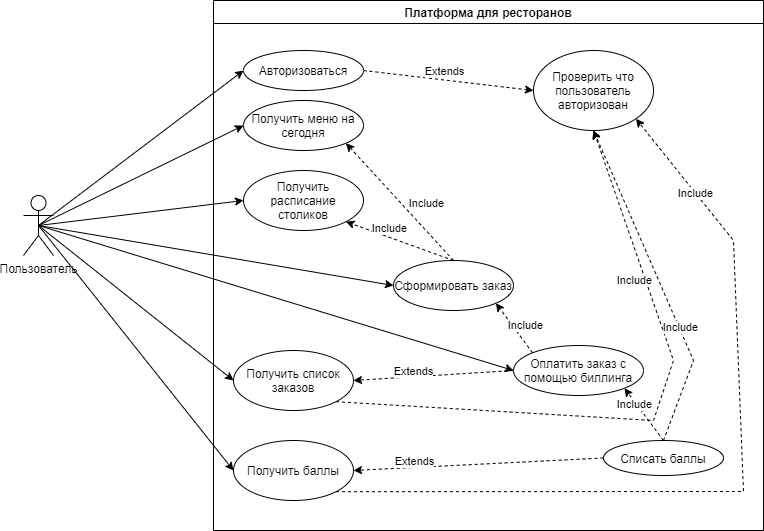 Платформа для ресторанов
Авторизоваться
Extends
Проверить что
пользователь
авторизован
Получить меню на
сегодня
Include
Include
Получить
расписание
столиков
Include
Пользователь
Сформировать заказ
Include
Include
Include
Получить список
заказов
Extends
Оплатить заказ с
помощью биллинга
Include
Получить баллы
Extends
Списать баллы